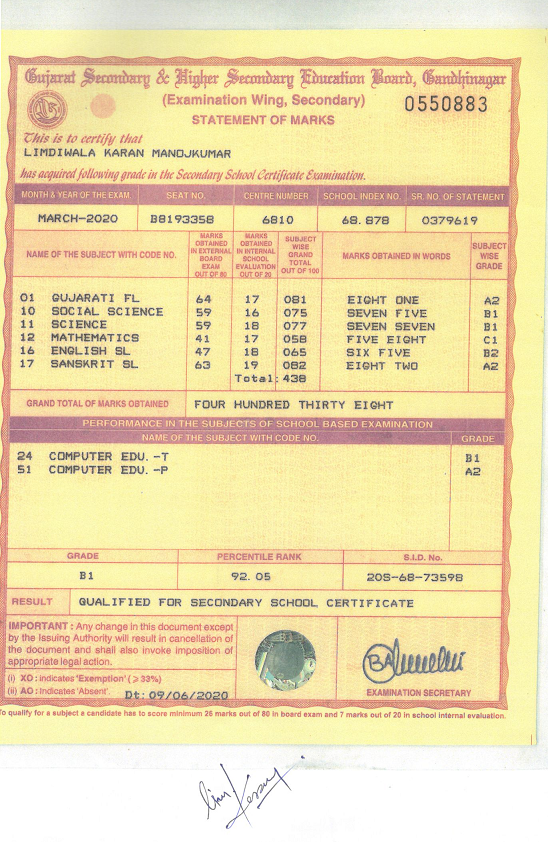 Gujarat Secondary & Higher Secondary Education Board, Gandhinagar
(Examination Wing, Secondary)
0550883
STATEMENT OF MARKS
This is to certify that
LIMDIWALA KARAN MANOJKUMAR
has acquired following grade in the Secondary School Certificate Examination.
MONTH & YEAR OF THE EXAM SEAT NO. CENTRE NUMBER SCHOOL INDEX NO. SR. NO. OF STATEMENT
MARCH-2020 B8193358 6810 68.878 0379619
NAME OF THE SUBJECT WITH CODE NO. MARKS OBTAINED IN EXTERNAL BOARD EXAM OUT OF 80 MARKS OBTAINED IN INTERNAL SCHOOL EVALUATION OUT OF 20 SUBJECT WISE GRAND TOTAL OUT OF 100 MARKS OBTAINED IN WORDS SUBJECT WISE GRADE
01 GUJARATI FL 64 17 081 EIGHT ONE A2
10 SOCIAL SCIENCE 59 16 075 SEVEN FIVE B1
11 SCIENCE 59 18 077 SEVEN SEVEN B1
12 MATHEMATICS 41 17 058 FIVE EIGHT C1
16 ENGLISH SL 47 18 065 SIX FIVE B2
17 SANSKRIT SL 63 19 082 EIGHT TWO A2
Total: 438
GRAND TOTAL OF MARKS OBTAINED FOUR HUNDRED THIRTY EIGHT
PERFORMANCE IN THE SUBJECTS OF SCHOOL BASED EXAMINATION
NAME OF THE SUBJECT WITH CODE NO. GRADE
24 COMPUTER EDU. -T B1
51 COMPUTER EDU. -P A2
GRADE PERCENTILE RANK S.I.D. No.
B1 92.05 20S-68-73598
RESULT QUALIFIED FOR SECONDARY SCHOOL CERTIFICATE
IMPORTANT : Any change in this document except
by the Issuing Authority will result in cancellation of
the document and shall also invoke imposition of
appropriate legal action.
(i) XO : indicates 'Exemption' (≥ 33%)
(ii) AO : Indicates 'Absent'. Dt: 09/06/2020
EXAMINATION SECRETARY
To qualify for a subject a candidate has to score minimum 26 marks out of 80 in board exam and 7 marks out of 20 in school internal evaluation.